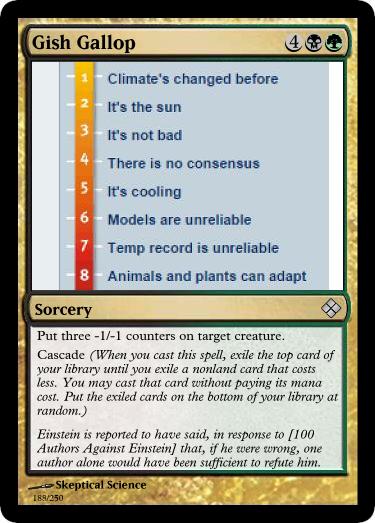 Gish Gallop 4
1 Climate's changed before
2 It's the sun
3 It's not bad
4 There is no consensus
5 It's cooling
6 Models are unreliable
7 Temp record is unreliable
8 Animals and plants can adapt
Sorcery
Put three -1/-1 counters on target creature.
Cascade (When you cast this spell, exile the top card of
your library until you exile a nonland card that costs
less. You may cast that card without paying its mana
cost. Put the exiled cards on the bottom of your library at
random.)
Einstein is reported to have said, in response to [100
Authors Against Einstein] that, if he were wrong, one
author alone would have been sufficient to refute him.
Skeptical Science
188/250